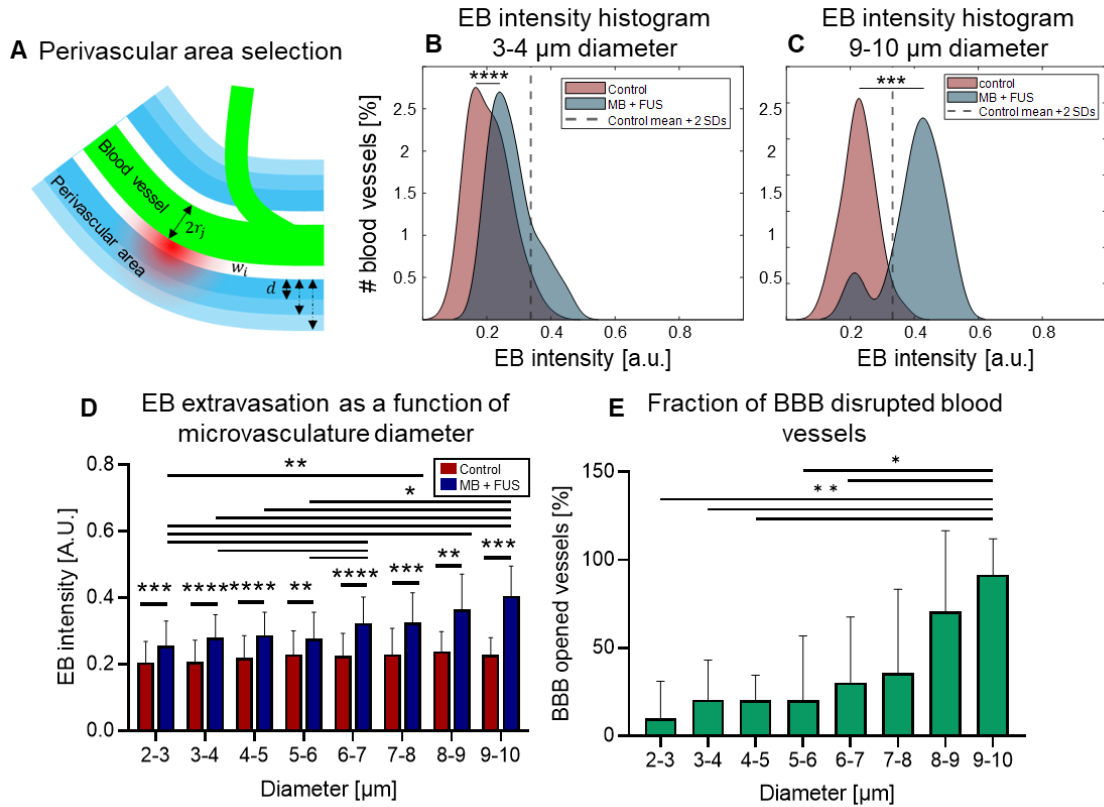 A Perivascular area selection
Blood vessel
Perivascular area
2rⱼ
wᵢ
d
EB intensity histogram
3-4 µm diameter
B
****
Control
MB + FUS
Control mean + 2 SDs
# blood vessels [%]
2.5
2
1.5
1
0.5
0.2 0.4 0.6 0.8
EB intensity [a.u.]
EB intensity histogram
9-10 µm diameter
C
***
control
MB + FUS
Control mean + 2 SDs
2.5
2
1.5
1
0.5
0.2 0.4 0.6 0.8
EB intensity [a.u.]
D EB extravasation as a function of
microvasculature diameter
Control
MB + FUS
**
*
*** **** **** ** **** *** ** ***
EB intensity [A.U.]
0.8
0.6
0.4
0.2
0.0
2-3 3-4 4-5 5-6 6-7 7-8 8-9 9-10
Diameter [µm]
E Fraction of BBB disrupted blood
vessels
*
**
BBB opened vessels [%]
150
100
50
0
2-3 3-4 4-5 5-6 6-7 7-8 8-9 9-10
Diameter [µm]